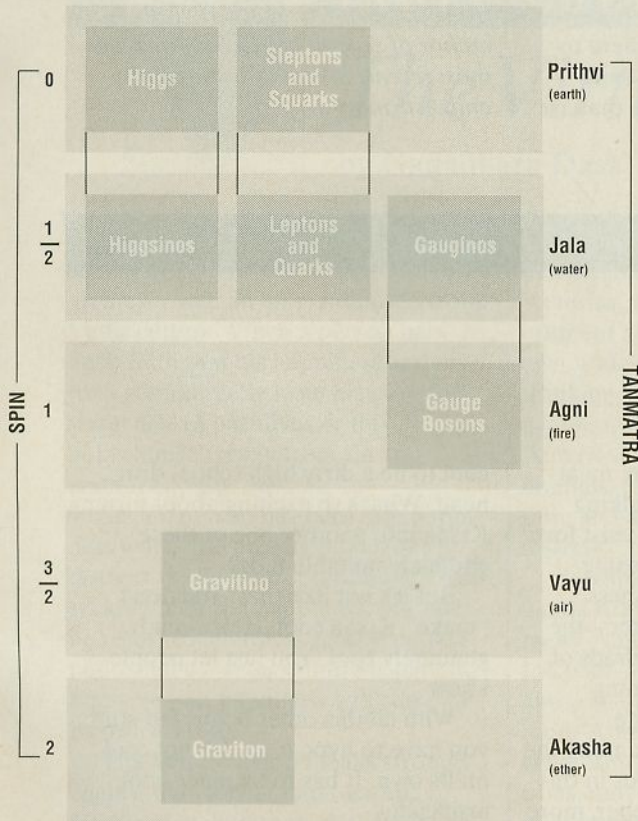 0
Higgs
Sleptons
and
Squarks
Prithvi
(earth)
1
2
Higgsinos
Leptons
and
Quarks
Gauginos
Jala
(water)
SPIN
1
Gauge
Bosons
Agni
(fire)
TANMATRA
3
2
Gravitino
Vayu
(air)
2
Graviton
Akasha
(ether)